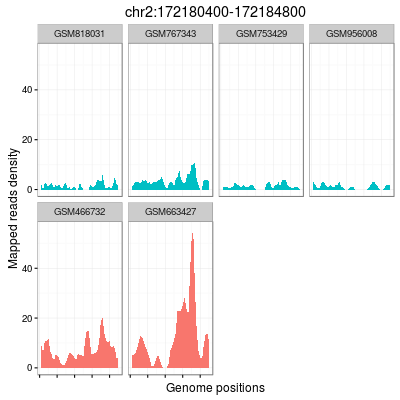 chr2:172180400-172184800
GSM818031 GSM767343 GSM753429 GSM956008
40
20
0
GSM466732 GSM663427
40
20
0
Mapped reads density
Genome positions